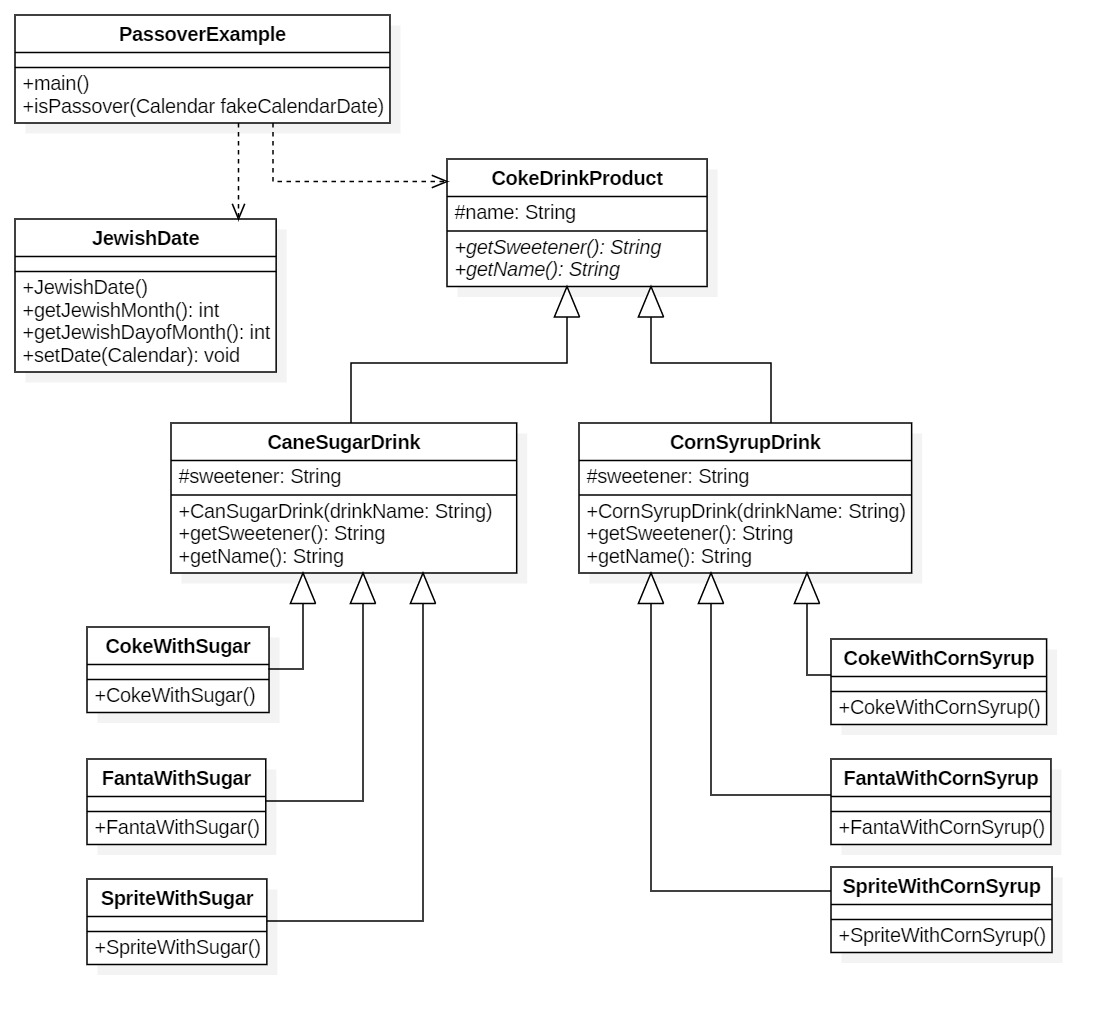 PassoverExample
+main()
+isPassover(Calendar fakeCalendarDate)
CokeDrinkProduct
#name: String
+getSweetener(): String
+getName(): String
JewishDate
+JewishDate()
+getJewishMonth(): int
+getJewishDayofMonth(): int
+setDate(Calendar): void
CaneSugarDrink
#sweetener: String
+CanSugarDrink(drinkName: String)
+getSweetener(): String
+getName(): String
CornSyrupDrink
#sweetener: String
+CornSyrupDrink(drinkName: String)
+getSweetener(): String
+getName(): String
CokeWithSugar
+CokeWithSugar()
CokeWithCornSyrup
+CokeWithCornSyrup()
FantaWithSugar
+FantaWithSugar()
FantaWithCornSyrup
+FantaWithCornSyrup()
SpriteWithSugar
+SpriteWithSugar()
SpriteWithCornSyrup
+SpriteWithCornSyrup()